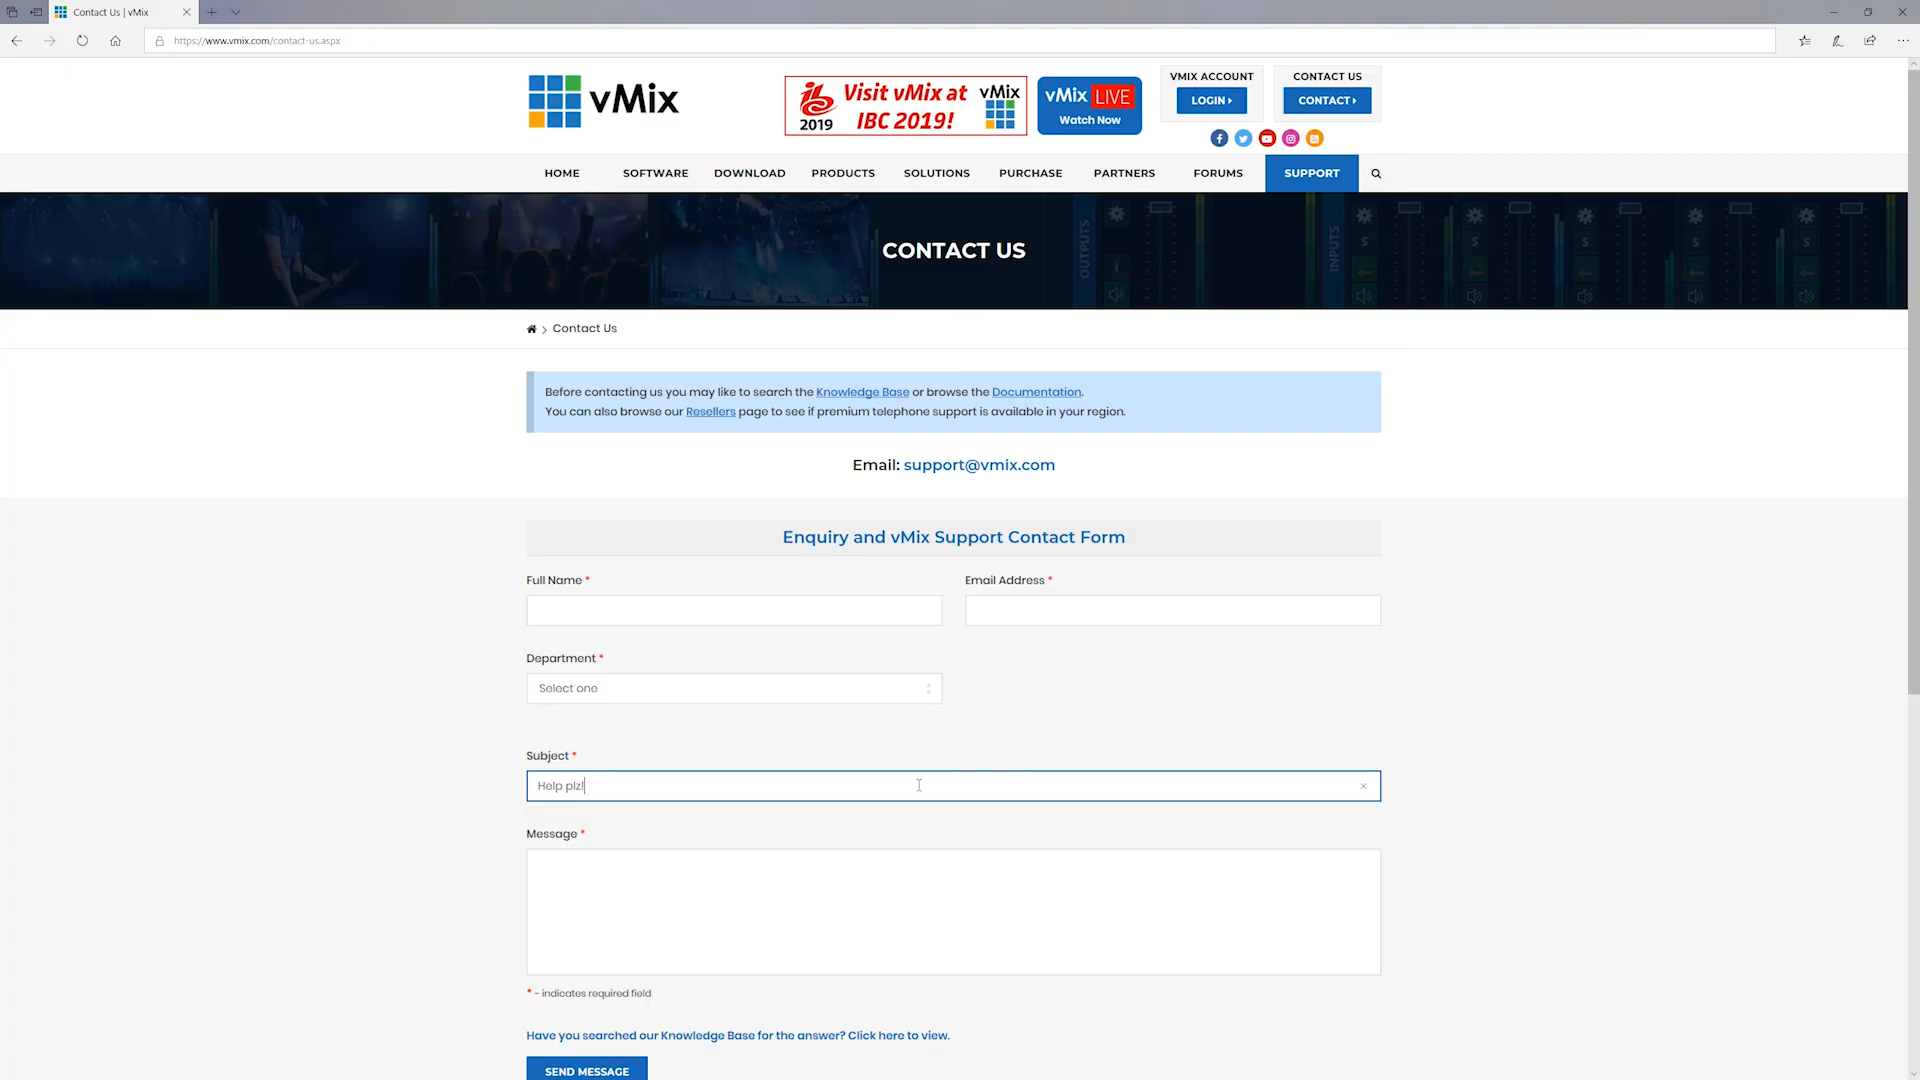 Contact Us | vMix
https://www.vmix.com/contact-us.aspx
vMix
2019
Visit vMix at
IBC 2019!
vMix
vMix LIVE
Watch Now
VMIX ACCOUNT
LOGIN
CONTACT US
CONTACT
HOME
SOFTWARE
DOWNLOAD
PRODUCTS
SOLUTIONS
PURCHASE
PARTNERS
FORUMS
SUPPORT
CONTACT US
OUTPUTS
INPUTS
S
S
S
S
S
Contact Us
Before contacting us you may like to search the Knowledge Base or browse the Documentation.
You can also browse our Resellers page to see if premium telephone support is available in your region.
Email: support@vmix.com
Enquiry and vMix Support Contact Form
Full Name *
Email Address *
Department *
Select one
Subject *
Help plz!
Message *
* - indicates required field
Have you searched our Knowledge Base for the answer? Click here to view.
SEND MESSAGE